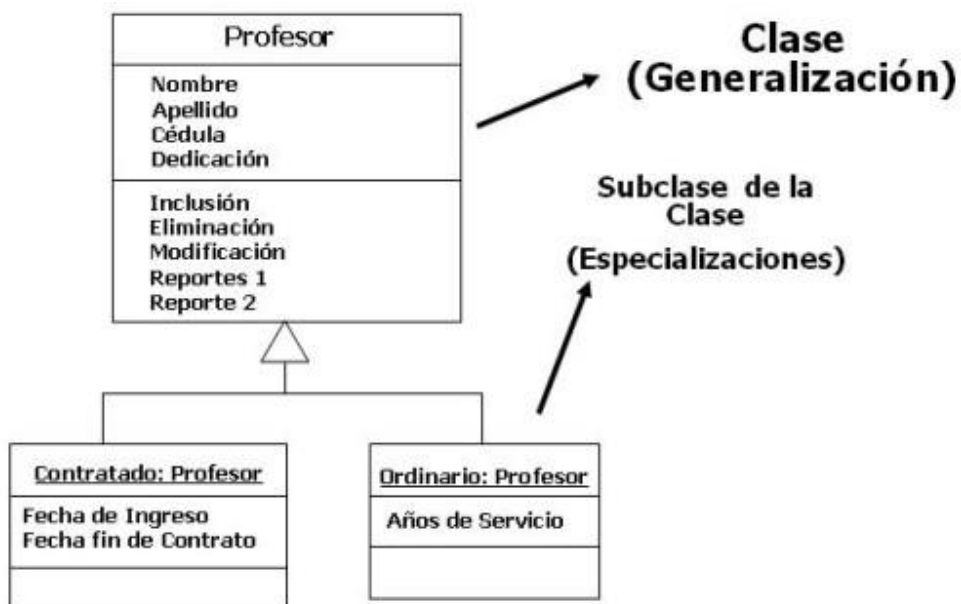 Profesor
Nombre
Apellido
Cédula
Dedicación
Inclusión
Eliminación
Modificación
Reportes 1
Reporte 2
Clase
(Generalización)
Subclase de la
Clase
(Especializaciones)
Contratado: Profesor
Fecha de Ingreso
Fecha fin de Contrato
Ordinario: Profesor
Años de Servicio